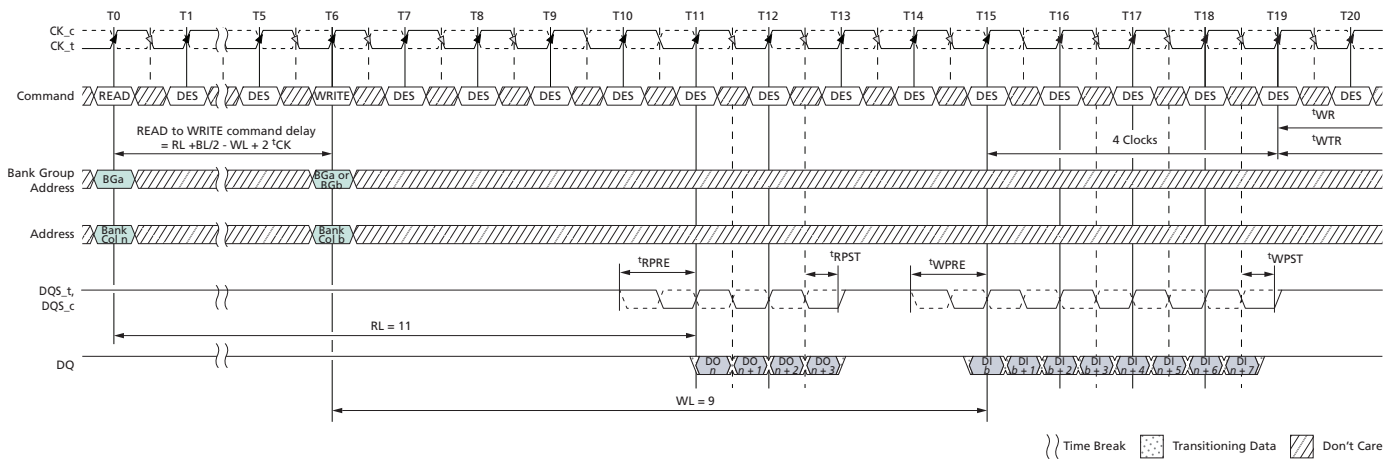 T0 T1 T5 T6 T7 T8 T9 T10 T11 T12 T13 T14 T15 T16 T17 T18 T19 T20
CK_c
CK_t
Command READ DES DES WRITE DES DES DES DES DES DES DES DES DES DES DES DES DES DES
tWR
READ to WRITE command delay
= RL +BL/2 - WL + 2 tCK
4 Clocks
tWTR
Bank Group
Address
BGa
BGa or
BGb
Address
Bank
Col n
Bank
Col b
tRPRE tRPST tWPRE tWPST
DQS_t,
DQS_c
RL = 11
DQ
DO
n
DO
n + 1
DO
n + 2
DO
n + 3
DI
b
DI
b + 1
DI
b + 2
DI
b + 3
DI
n + 4
DI
n + 5
DI
n + 6
DI
n + 7
WL = 9
Time Break Transitioning Data Don't Care